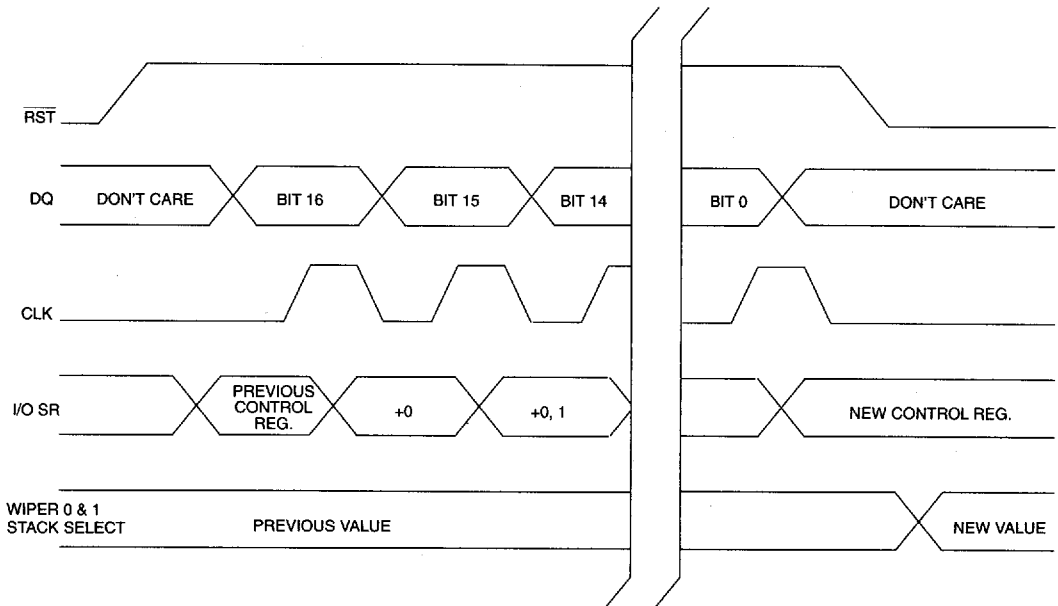 RST
DQ
DON'T CARE
BIT 16
BIT 15
BIT 14
BIT 0
DON'T CARE
CLK
I/O SR
PREVIOUS
CONTROL
REG.
+0
+0, 1
NEW CONTROL REG.
WIPER 0 & 1
STACK SELECT
PREVIOUS VALUE
NEW VALUE